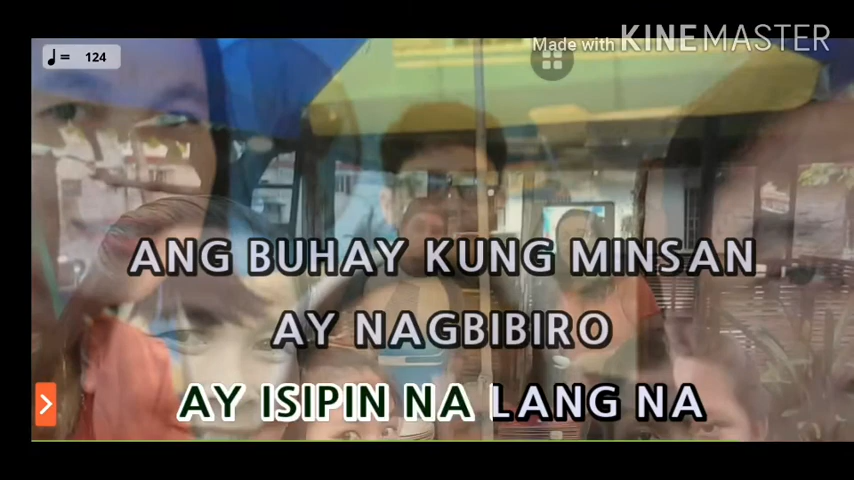 Made with KINEMASTER
♩= 124
ANG BUHAY KUNG MINSAN
AY NAGBIBIRO
AY ISIPIN NA LANG NA